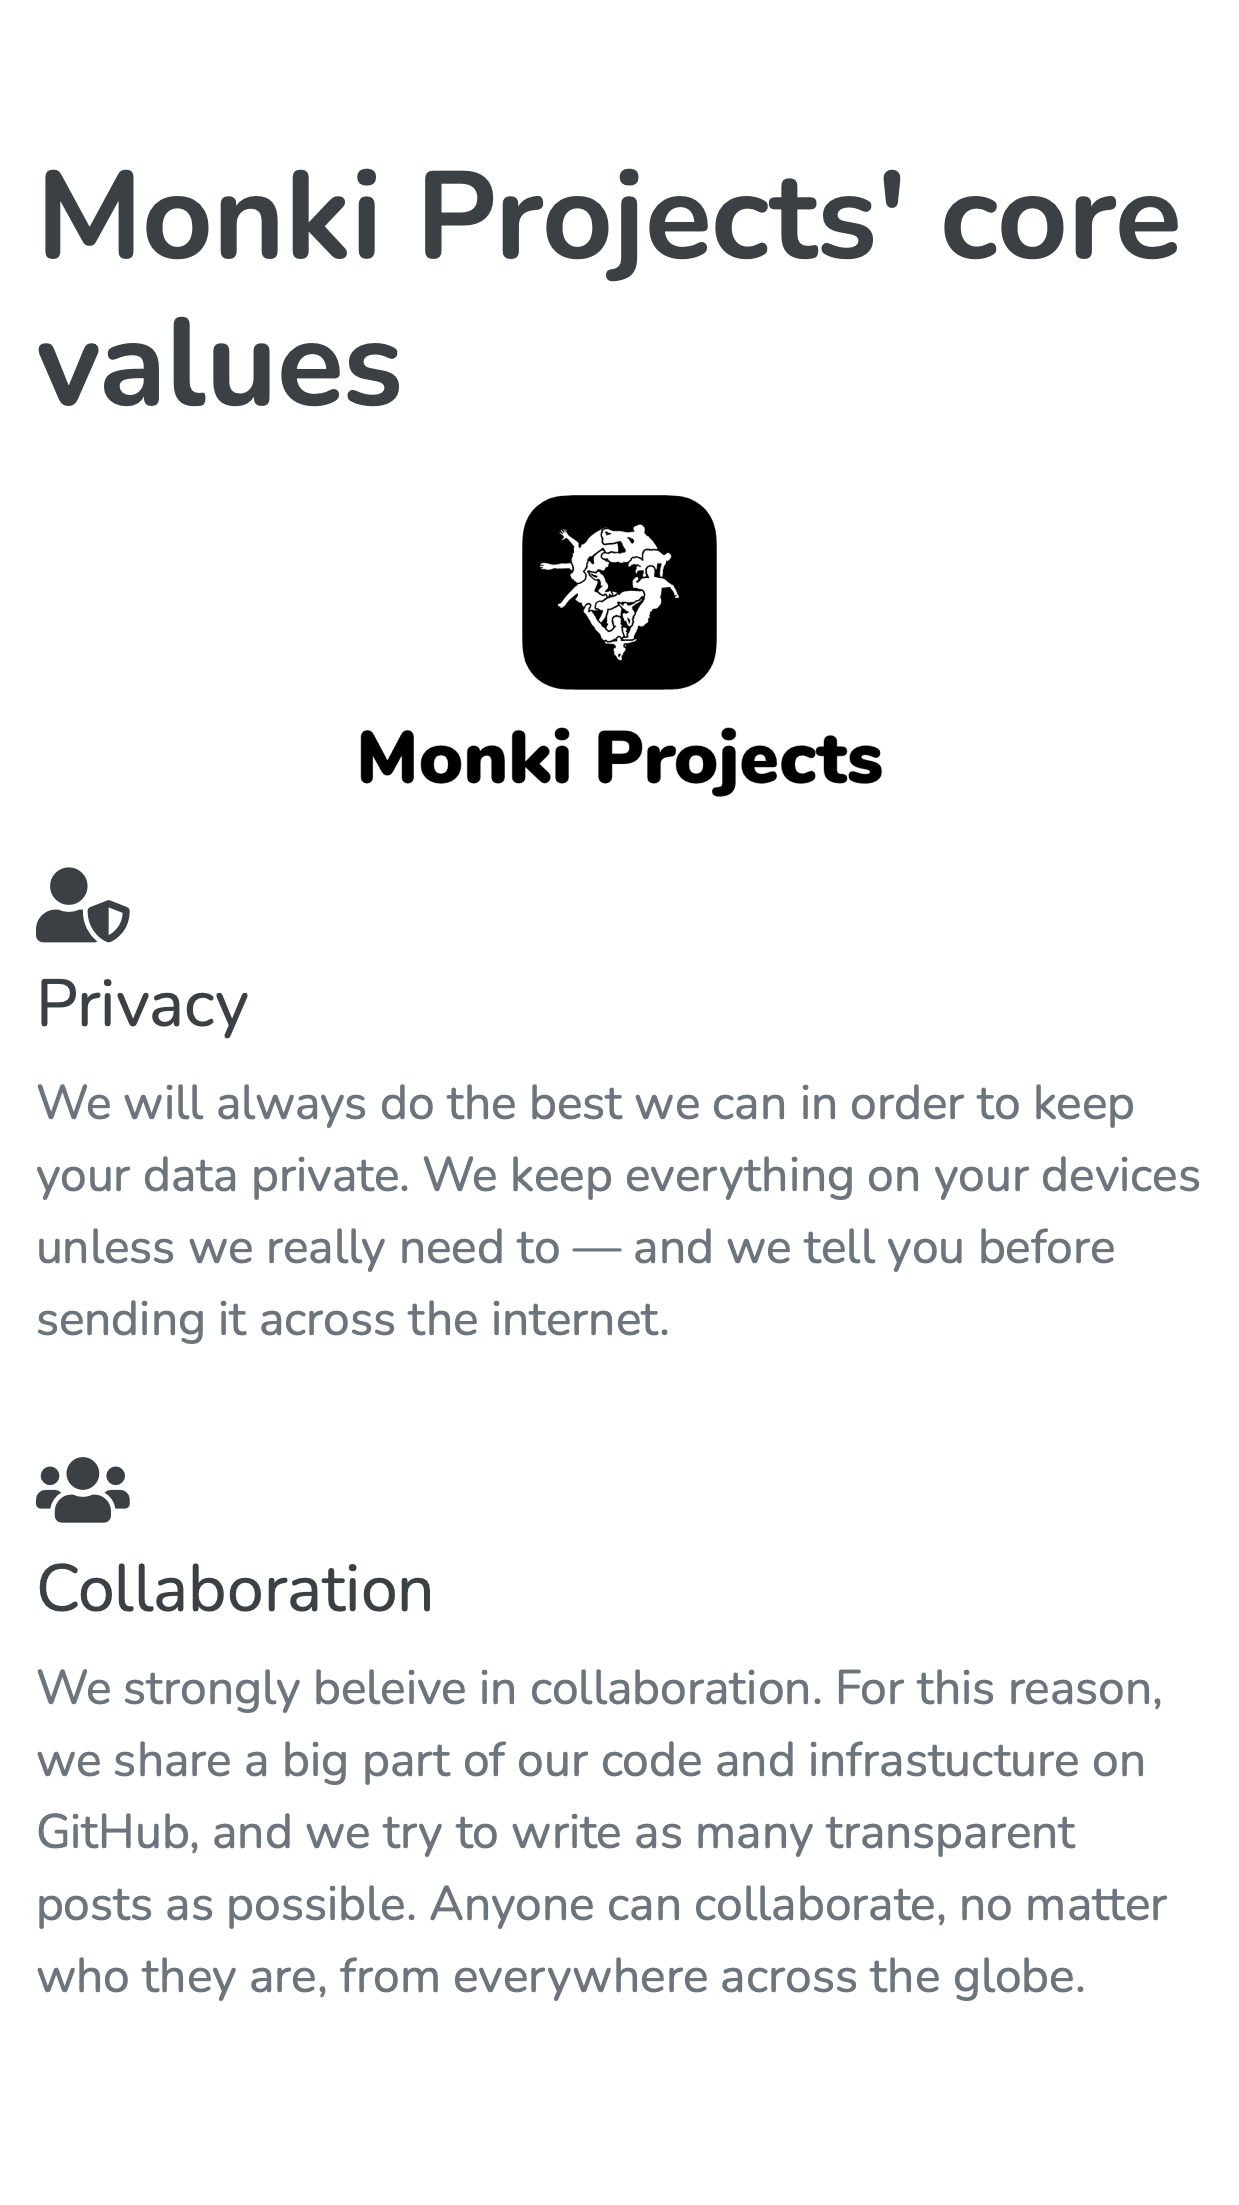 Monki Projects' core
values
Monki Projects
Privacy
We will always do the best we can in order to keep
your data private. We keep everything on your devices
unless we really need to — and we tell you before
sending it across the internet.
Collaboration
We strongly beleive in collaboration. For this reason,
we share a big part of our code and infrastucture on
GitHub, and we try to write as many transparent
posts as possible. Anyone can collaborate, no matter
who they are, from everywhere across the globe.